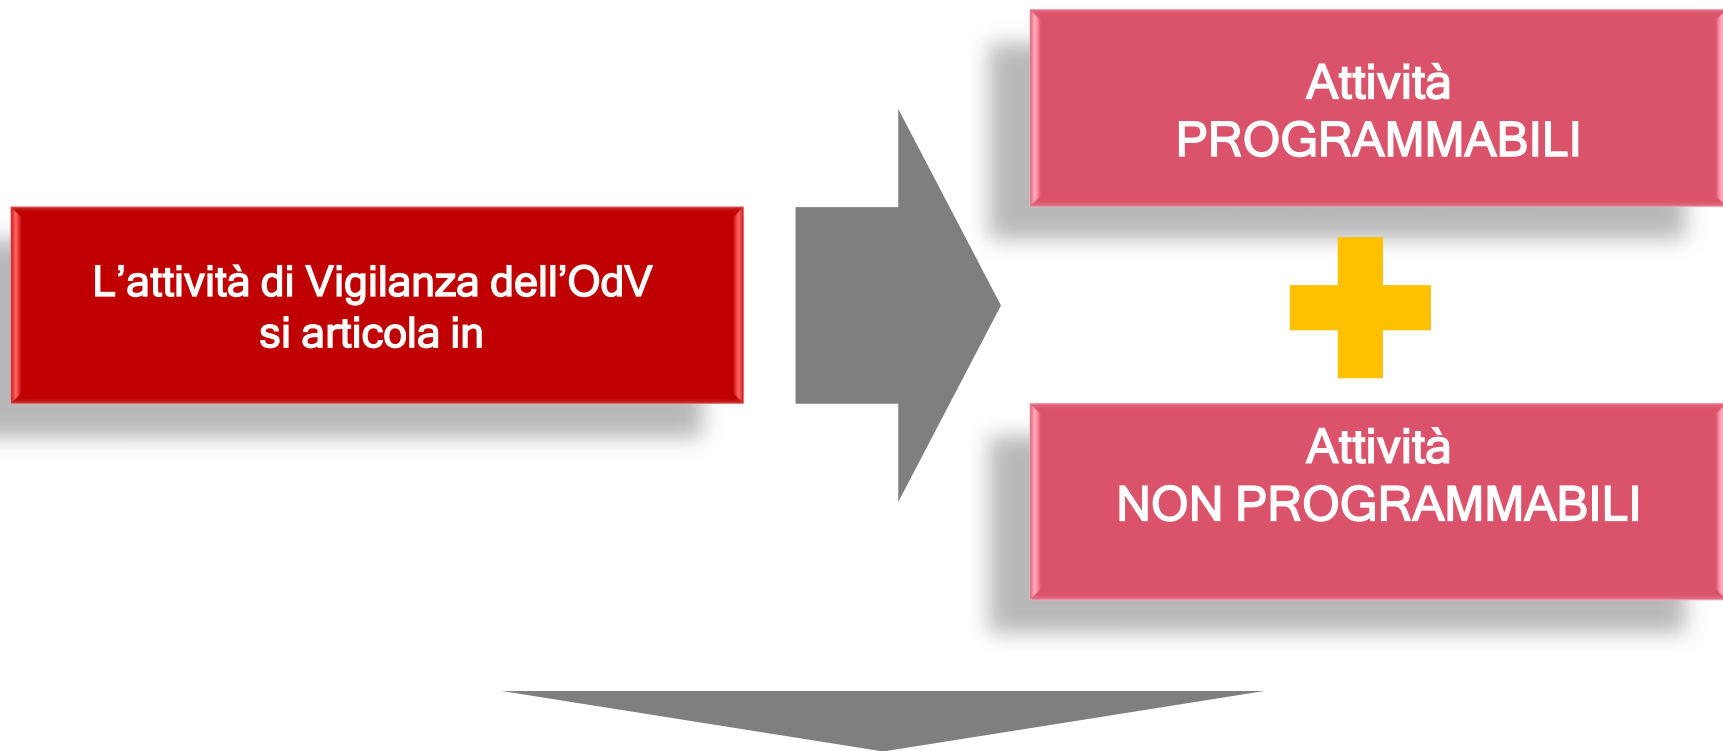 L’attività di Vigilanza dell’OdV
si articola in
Attività
PROGRAMMABILI
Attività
NON PROGRAMMABILI